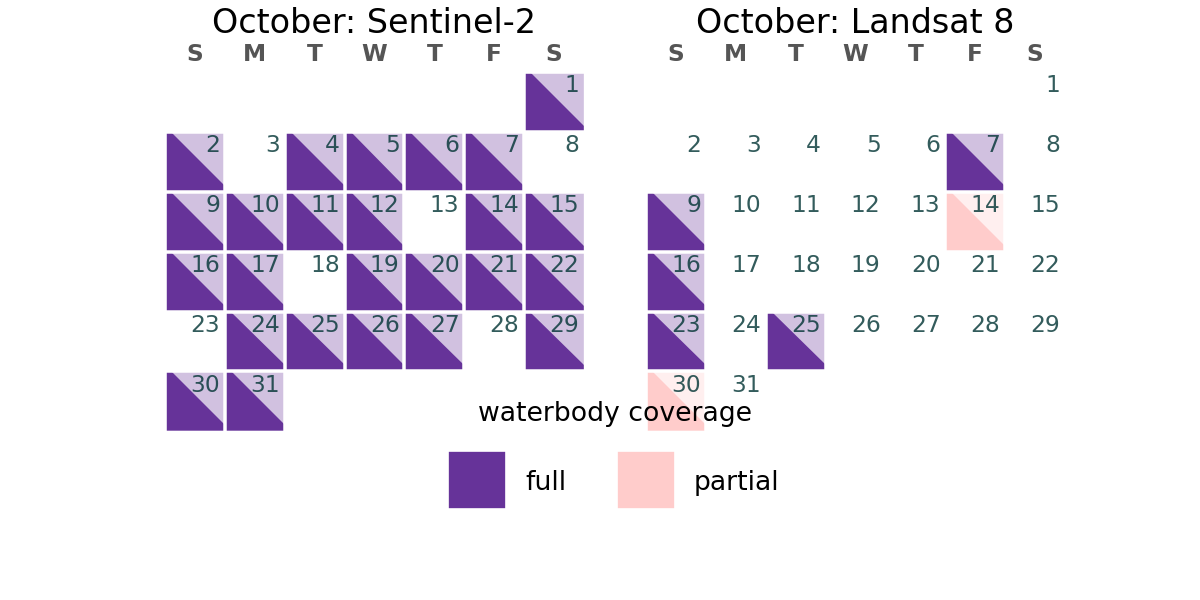 October: Sentinel-2
S M T W T F S
1
2 3 4 5 6 7 8
9 10 11 12 13 14 15
16 17 18 19 20 21 22
23 24 25 26 27 28 29
30 31
October: Landsat 8
S M T W T F S
1
2 3 4 5 6 7 8
9 10 11 12 13 14 15
16 17 18 19 20 21 22
23 24 25 26 27 28 29
30 31
waterbody coverage
full partial